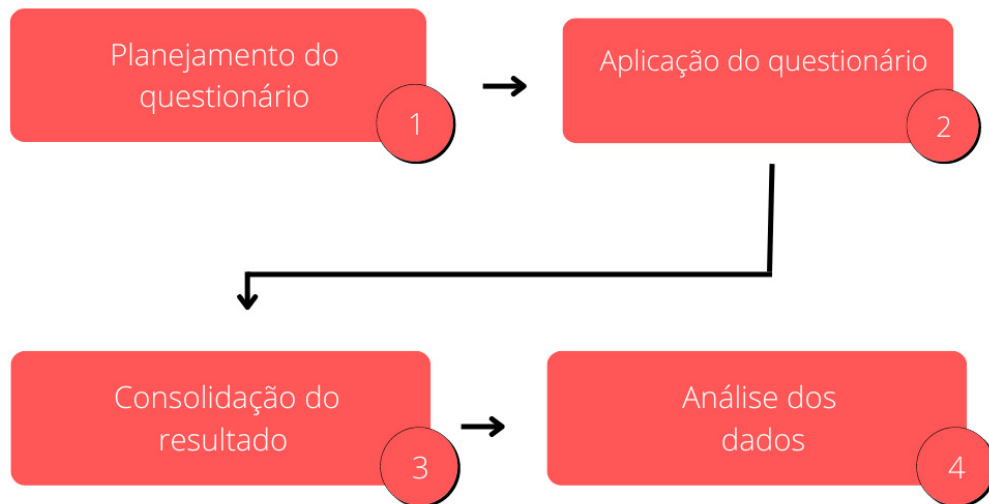 Planejamento do
questionário
1
Aplicação do questionário
2
Consolidação do
resultado
3
Análise dos
dados
4